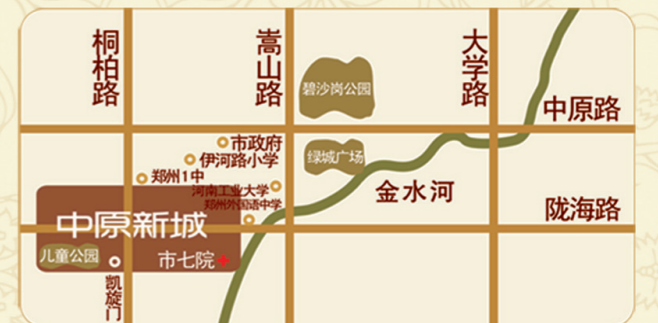 桐柏路
嵩山路
大学路
碧沙岗公园
中原路
市政府
伊河路小学
绿城广场
郑州1中
河南工业大学
金水河
郑州外国语中学
陇海路
中原新城
儿童公园
市七院
凯旋门